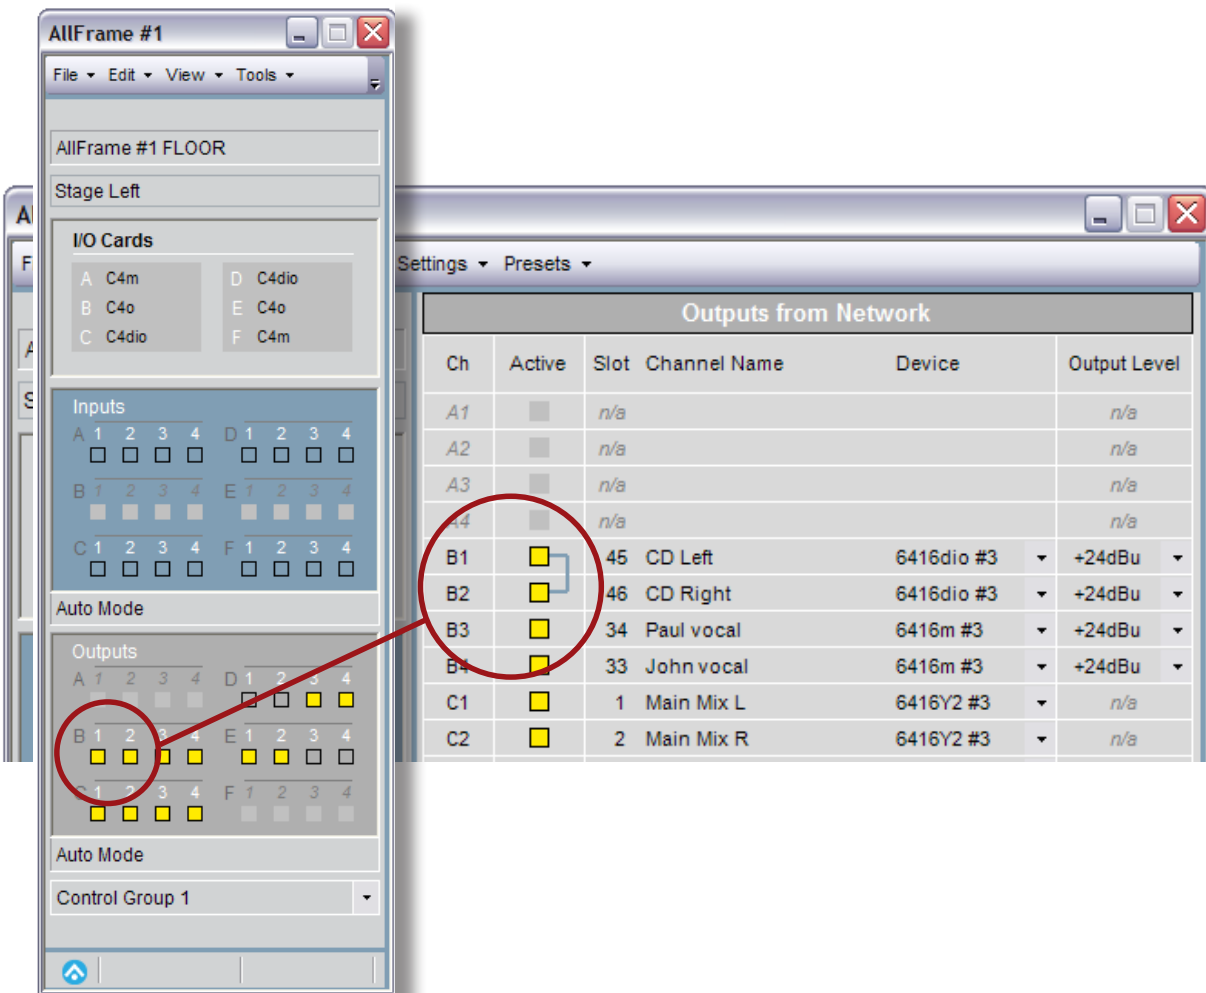 AllFrame #1
File Edit View Tools
AllFrame #1 FLOOR
Stage Left
I/O Cards
A C4m D C4dio
B C4o E C4o
C C4dio F C4m
Inputs
A 1 2 3 4 D 1 2 3 4
B 1 2 3 4 E 1 2 3 4
C 1 2 3 4 F 1 2 3 4
Auto Mode
Outputs
A 1 2 3 4 D 1 2 3 4
B 1 2 3 4 E 1 2 3 4
C 1 2 3 4 F 1 2 3 4
Auto Mode
Control Group 1
Settings Presets
Outputs from Network
Ch Active Slot Channel Name Device Output Level
A1 n/a n/a
A2 n/a n/a
A3 n/a n/a
A4 n/a n/a
B1 45 CD Left 6416dio #3 +24dBu
B2 46 CD Right 6416dio #3 +24dBu
B3 34 Paul vocal 6416m #3 +24dBu
B4 33 John vocal 6416m #3 +24dBu
C1 1 Main Mix L 6416Y2 #3 n/a
C2 2 Main Mix R 6416Y2 #3 n/a